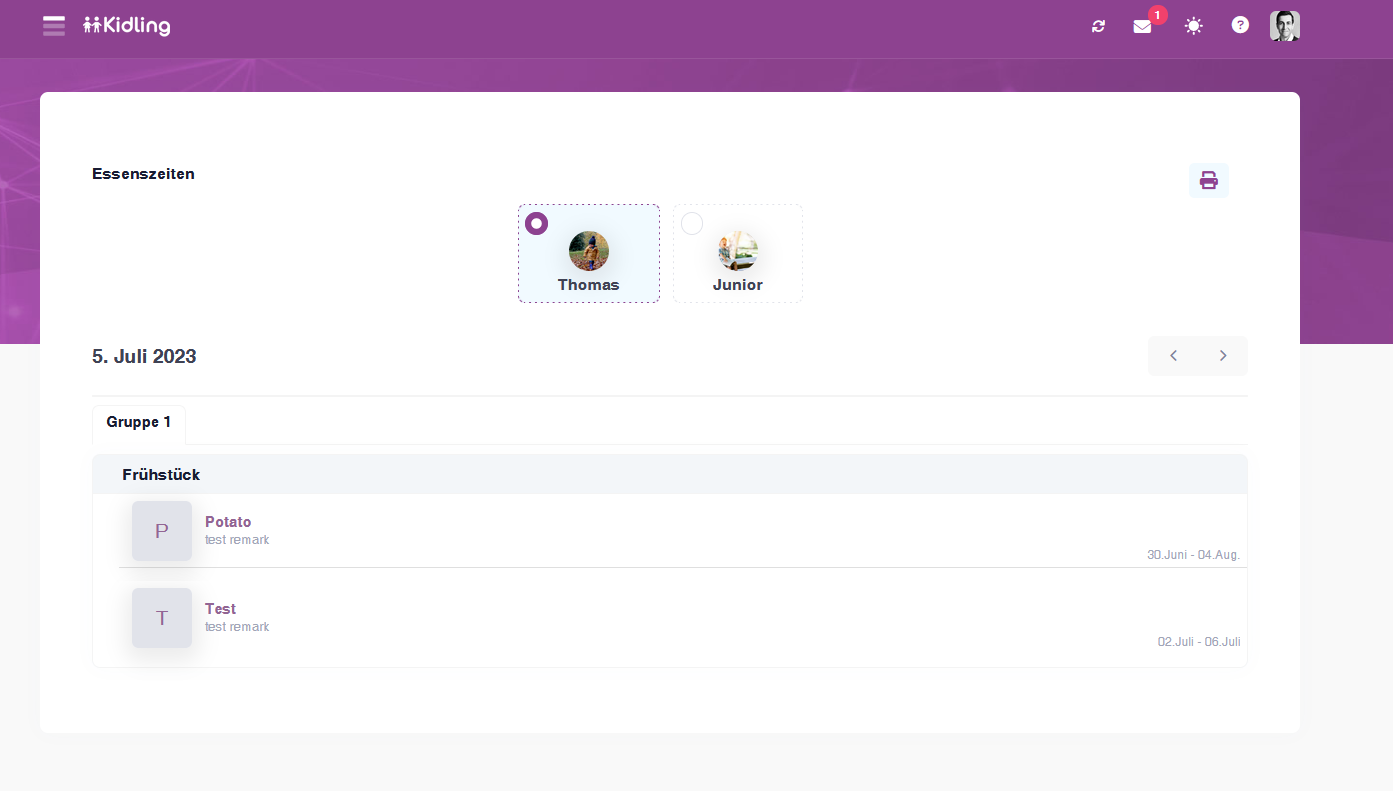 Kidling
1
?
Essenszeiten
Thomas
Junior
5. Juli 2023
Gruppe 1
Frühstück
P
Potato
test remark
30.Juni - 04.Aug.
T
Test
test remark
02.Juli - 06.Juli